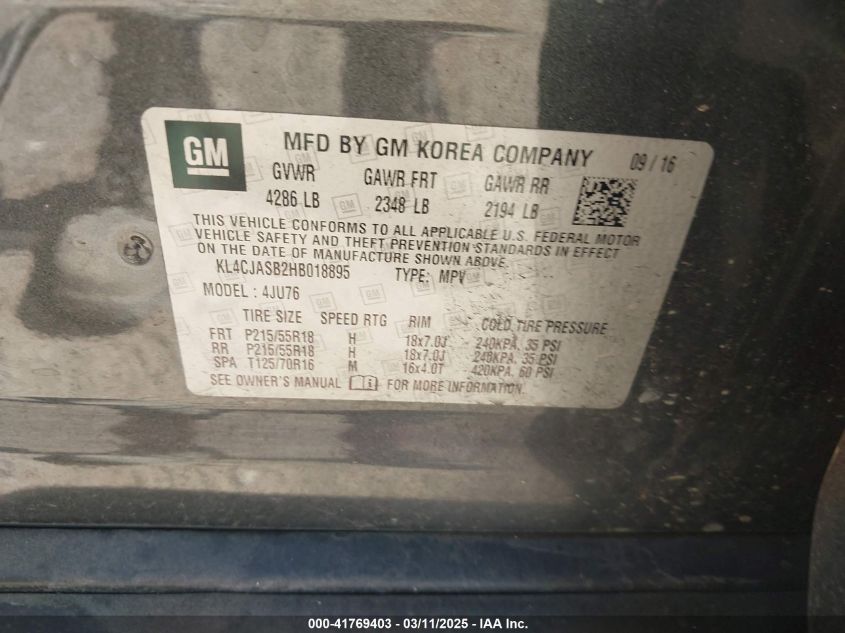 GM
MFD BY GM KOREA COMPANY 09 / 16
GVWR GAWR FRT GAWR RR
4286 LB 2348 LB 2194 LB
THIS VEHICLE CONFORMS TO ALL APPLICABLE U.S. FEDERAL MOTOR
VEHICLE SAFETY AND THEFT PREVENTION STANDARDS IN EFFECT
ON THE DATE OF MANUFACTURE SHOWN ABOVE.
KL4CJASB2HB018895 TYPE: MPV
MODEL : 4JU76
TIRE SIZE SPEED RTG RIM COLD TIRE PRESSURE
FRT P215/55R18 H 18x7.0J 240KPA. 35 PSI
RR P215/55R18 H 18x7.0J 240KPA. 35 PSI
SPA T125/70R16 M 16x4.0T 420KPA. 60 PSI
SEE OWNER'S MANUAL FOR MORE INFORMATION
000-41769403 - 03/11/2025 - IAA Inc.